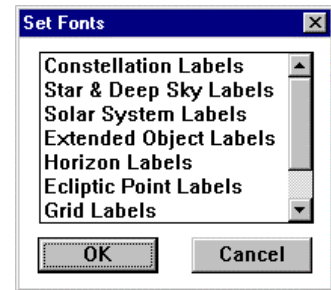 Set Fonts
Constellation Labels
Star & Deep Sky Labels
Solar System Labels
Extended Object Labels
Horizon Labels
Ecliptic Point Labels
Grid Labels
OK Cancel